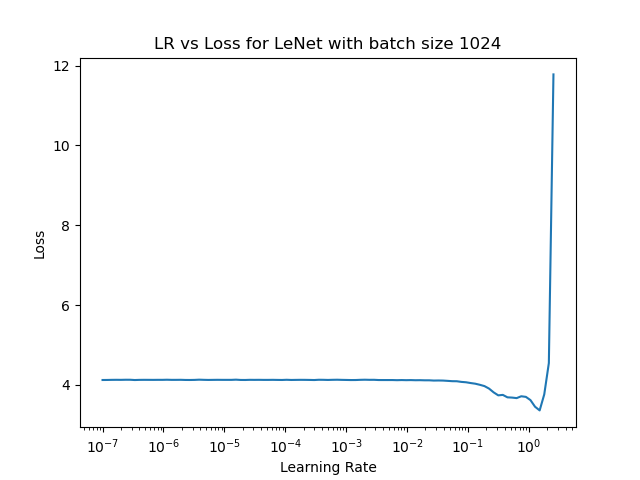 LR vs Loss for LeNet with batch size 1024
12
10
8
6
4
Loss
10⁻⁷ 10⁻⁶ 10⁻⁵ 10⁻⁴ 10⁻³ 10⁻² 10⁻¹ 10⁰
Learning Rate